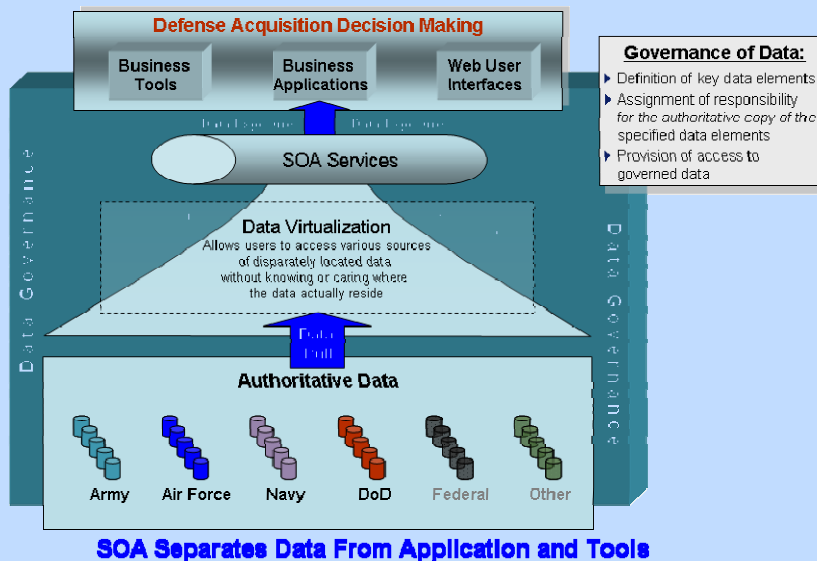 Defense Acquisition Decision Making
Business
Tools
Business
Applications
Web User
Interfaces
Governance of Data:
Definition of key data elements
Assignment of responsibility
for the authoritative copy of the
specified data elements
Provision of access to
governed data
SOA Services
Data Virtualization
Allows users to access various sources
of disparately located data
without knowing or caring where
the data actually reside
Data Governance
Data Governance
Data
Pull
Authoritative Data
Army
Air Force
Navy
DoD
Federal
Other
SOA Separates Data From Application and Tools